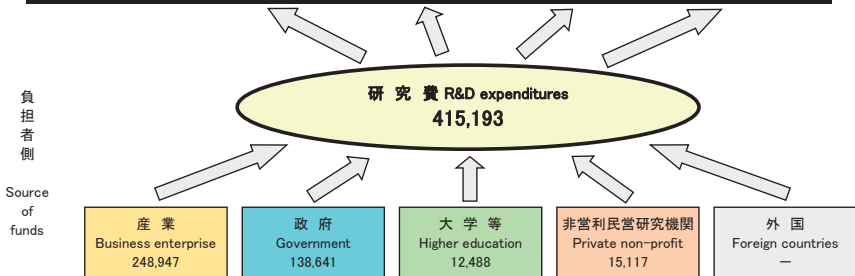 研 究 費 R&D expenditures
415,193
負
担
者
側
Source
of
funds
産 業
Business enterprise
248,947
政 府
Government
138,641
大 学 等
Higher education
12,488
非営利民営研究機関
Private non-profit
15,117
外 国
Foreign countries
—